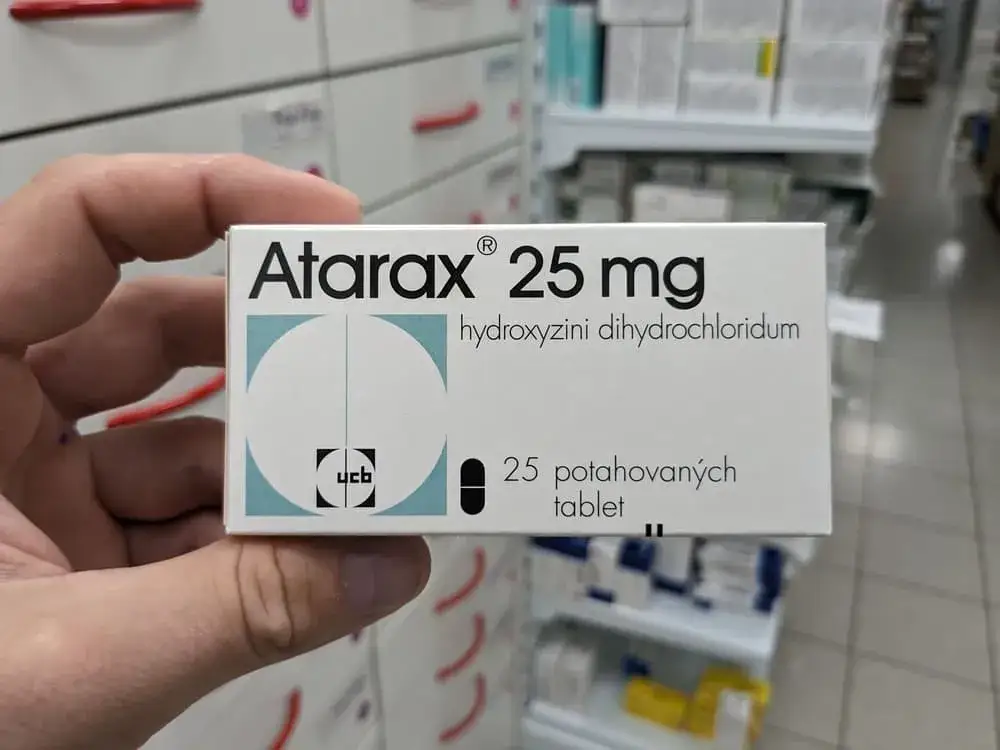 Atarax® 25 mg
hydroxyzini dihydrochloridum
ucb
25 potahovaných
tablet